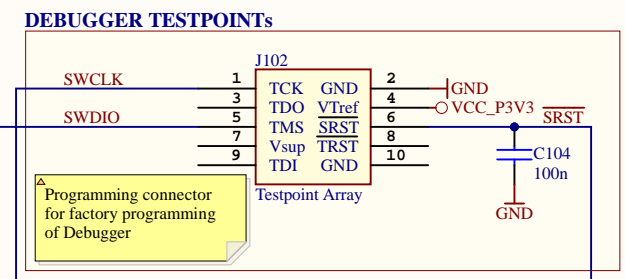 DEBUGGER TESTPOINTs
J102
SWCLK 1 TCK GND 2 GND
3 TDO VTref 4 VCC_P3V3 SRST
SWDIO 5 TMS SRST 6
7 Vsup TRST 8
9 TDI GND 10
C104
100n
Testpoint Array
GND
Programming connector
for factory programming
of Debugger